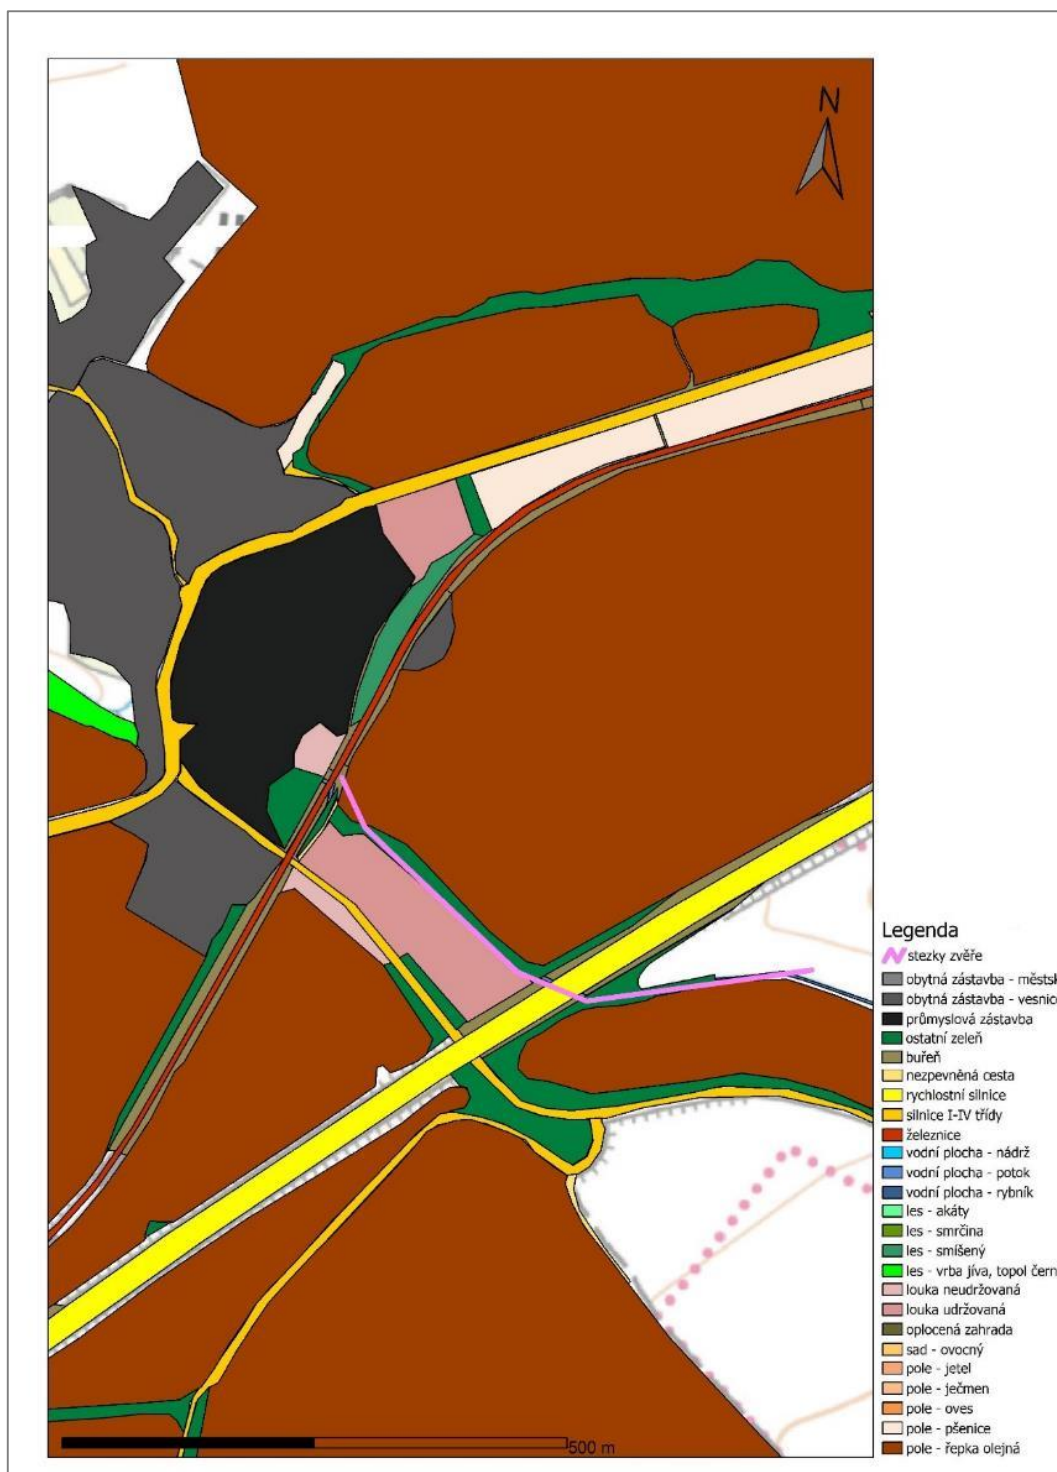 N
Legenda
stezky zvěře
obytná zástavba - městsk
obytná zástavba - vesnice
průmyslová zástavba
ostatní zeleň
buřeň
nezpevněná cesta
rychlostní silnice
silnice I-IV třídy
železnice
vodní plocha - nádrž
vodní plocha - potok
vodní plocha - rybník
les - akáty
les - smrčina
les - smíšený
les - vrba jíva, topol čern
louka neudržovaná
louka udržovaná
oplocená zahrada
sad - ovocný
pole - jetel
pole - ječmen
pole - oves
pole - pšenice
pole - řepka olejná
500 m